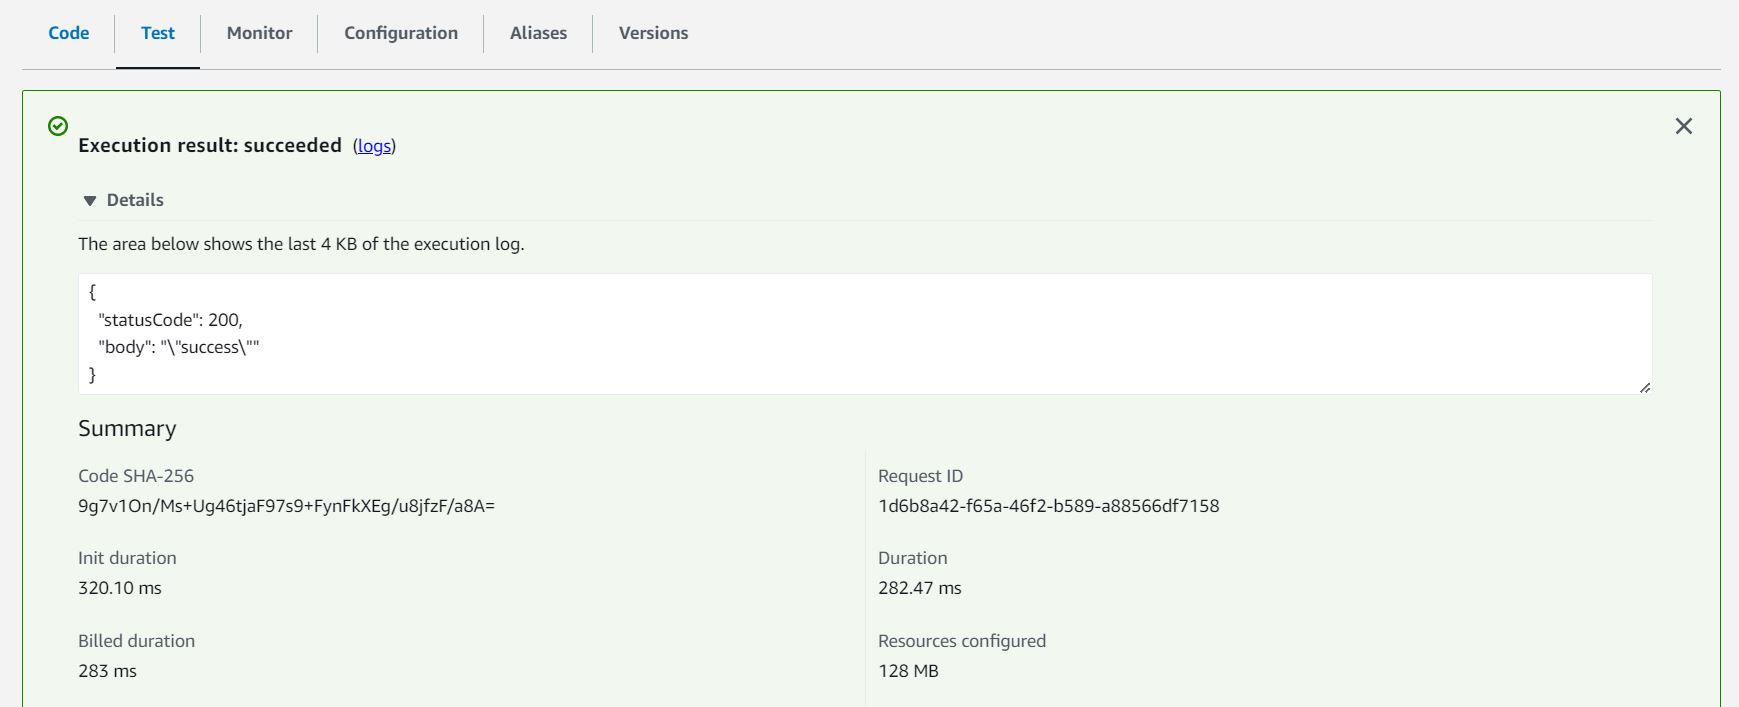 Code Test Monitor Configuration Aliases Versions
Execution result: succeeded (logs)
Details
The area below shows the last 4 KB of the execution log.
{
"statusCode": 200,
"body": "\"success\""
}
Summary
Code SHA-256
9g7v1On/Ms+Ug46tjaF97s9+FynFkXEg/u8jfzF/a8A=
Request ID
1d6b8a42-f65a-46f2-b589-a88566df7158
Init duration
320.10 ms
Duration
282.47 ms
Billed duration
283 ms
Resources configured
128 MB